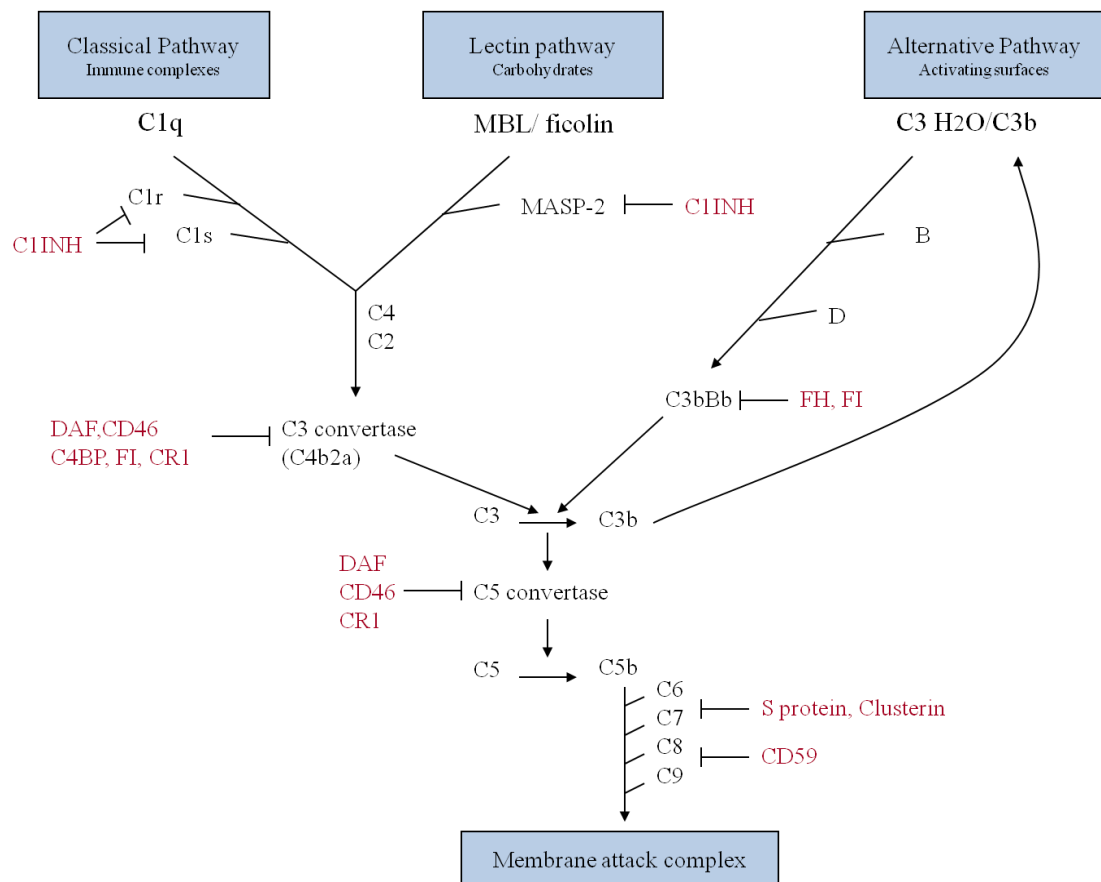 Classical Pathway
Immune complexes
Lectin pathway
Carbohydrates
Alternative Pathway
Activating surfaces
C1q
MBL/ ficolin
C3 H2O/C3b
C1r
C1INH
C1s
MASP-2
C1INH
B
C4
C2
D
C3bBb
FH, FI
DAF,CD46
C4BP, FI, CR1
C3 convertase
(C4b2a)
C3
C3b
DAF
CD46
CR1
C5 convertase
C5
C5b
C6
C7
C8
C9
S protein, Clusterin
CD59
Membrane attack complex